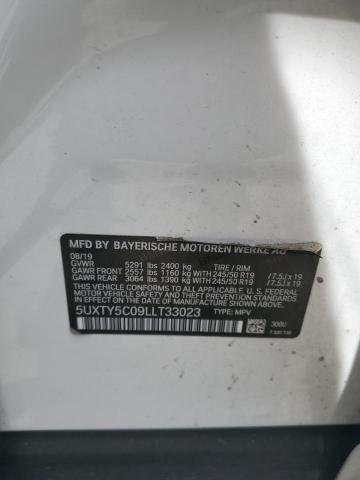 MFD BY BAYERISCHE MOTOREN WERKE AG
08/19
GVWR 5291 lbs 2400 kg TIRE / RIM
GAWR FRONT 2557 lbs 1160 kg WITH 245/50 R19 / 7.5J x 19
GAWR REAR 3064 lbs 1390 kg WITH 245/50 R19 / 7.5J x 19
THIS VEHICLE CONFORMS TO ALL APPLICABLE
U. S. FEDERAL MOTOR VEHICLE SAFETY, BUMPER,
AND THEFT PREVENTION STANDARDS IN EFFECT ON
THE DATE OF MANUFACTURE SHOWN ABOVE.
5UXTY5C09LLT33023 TYPE: MPV
300U